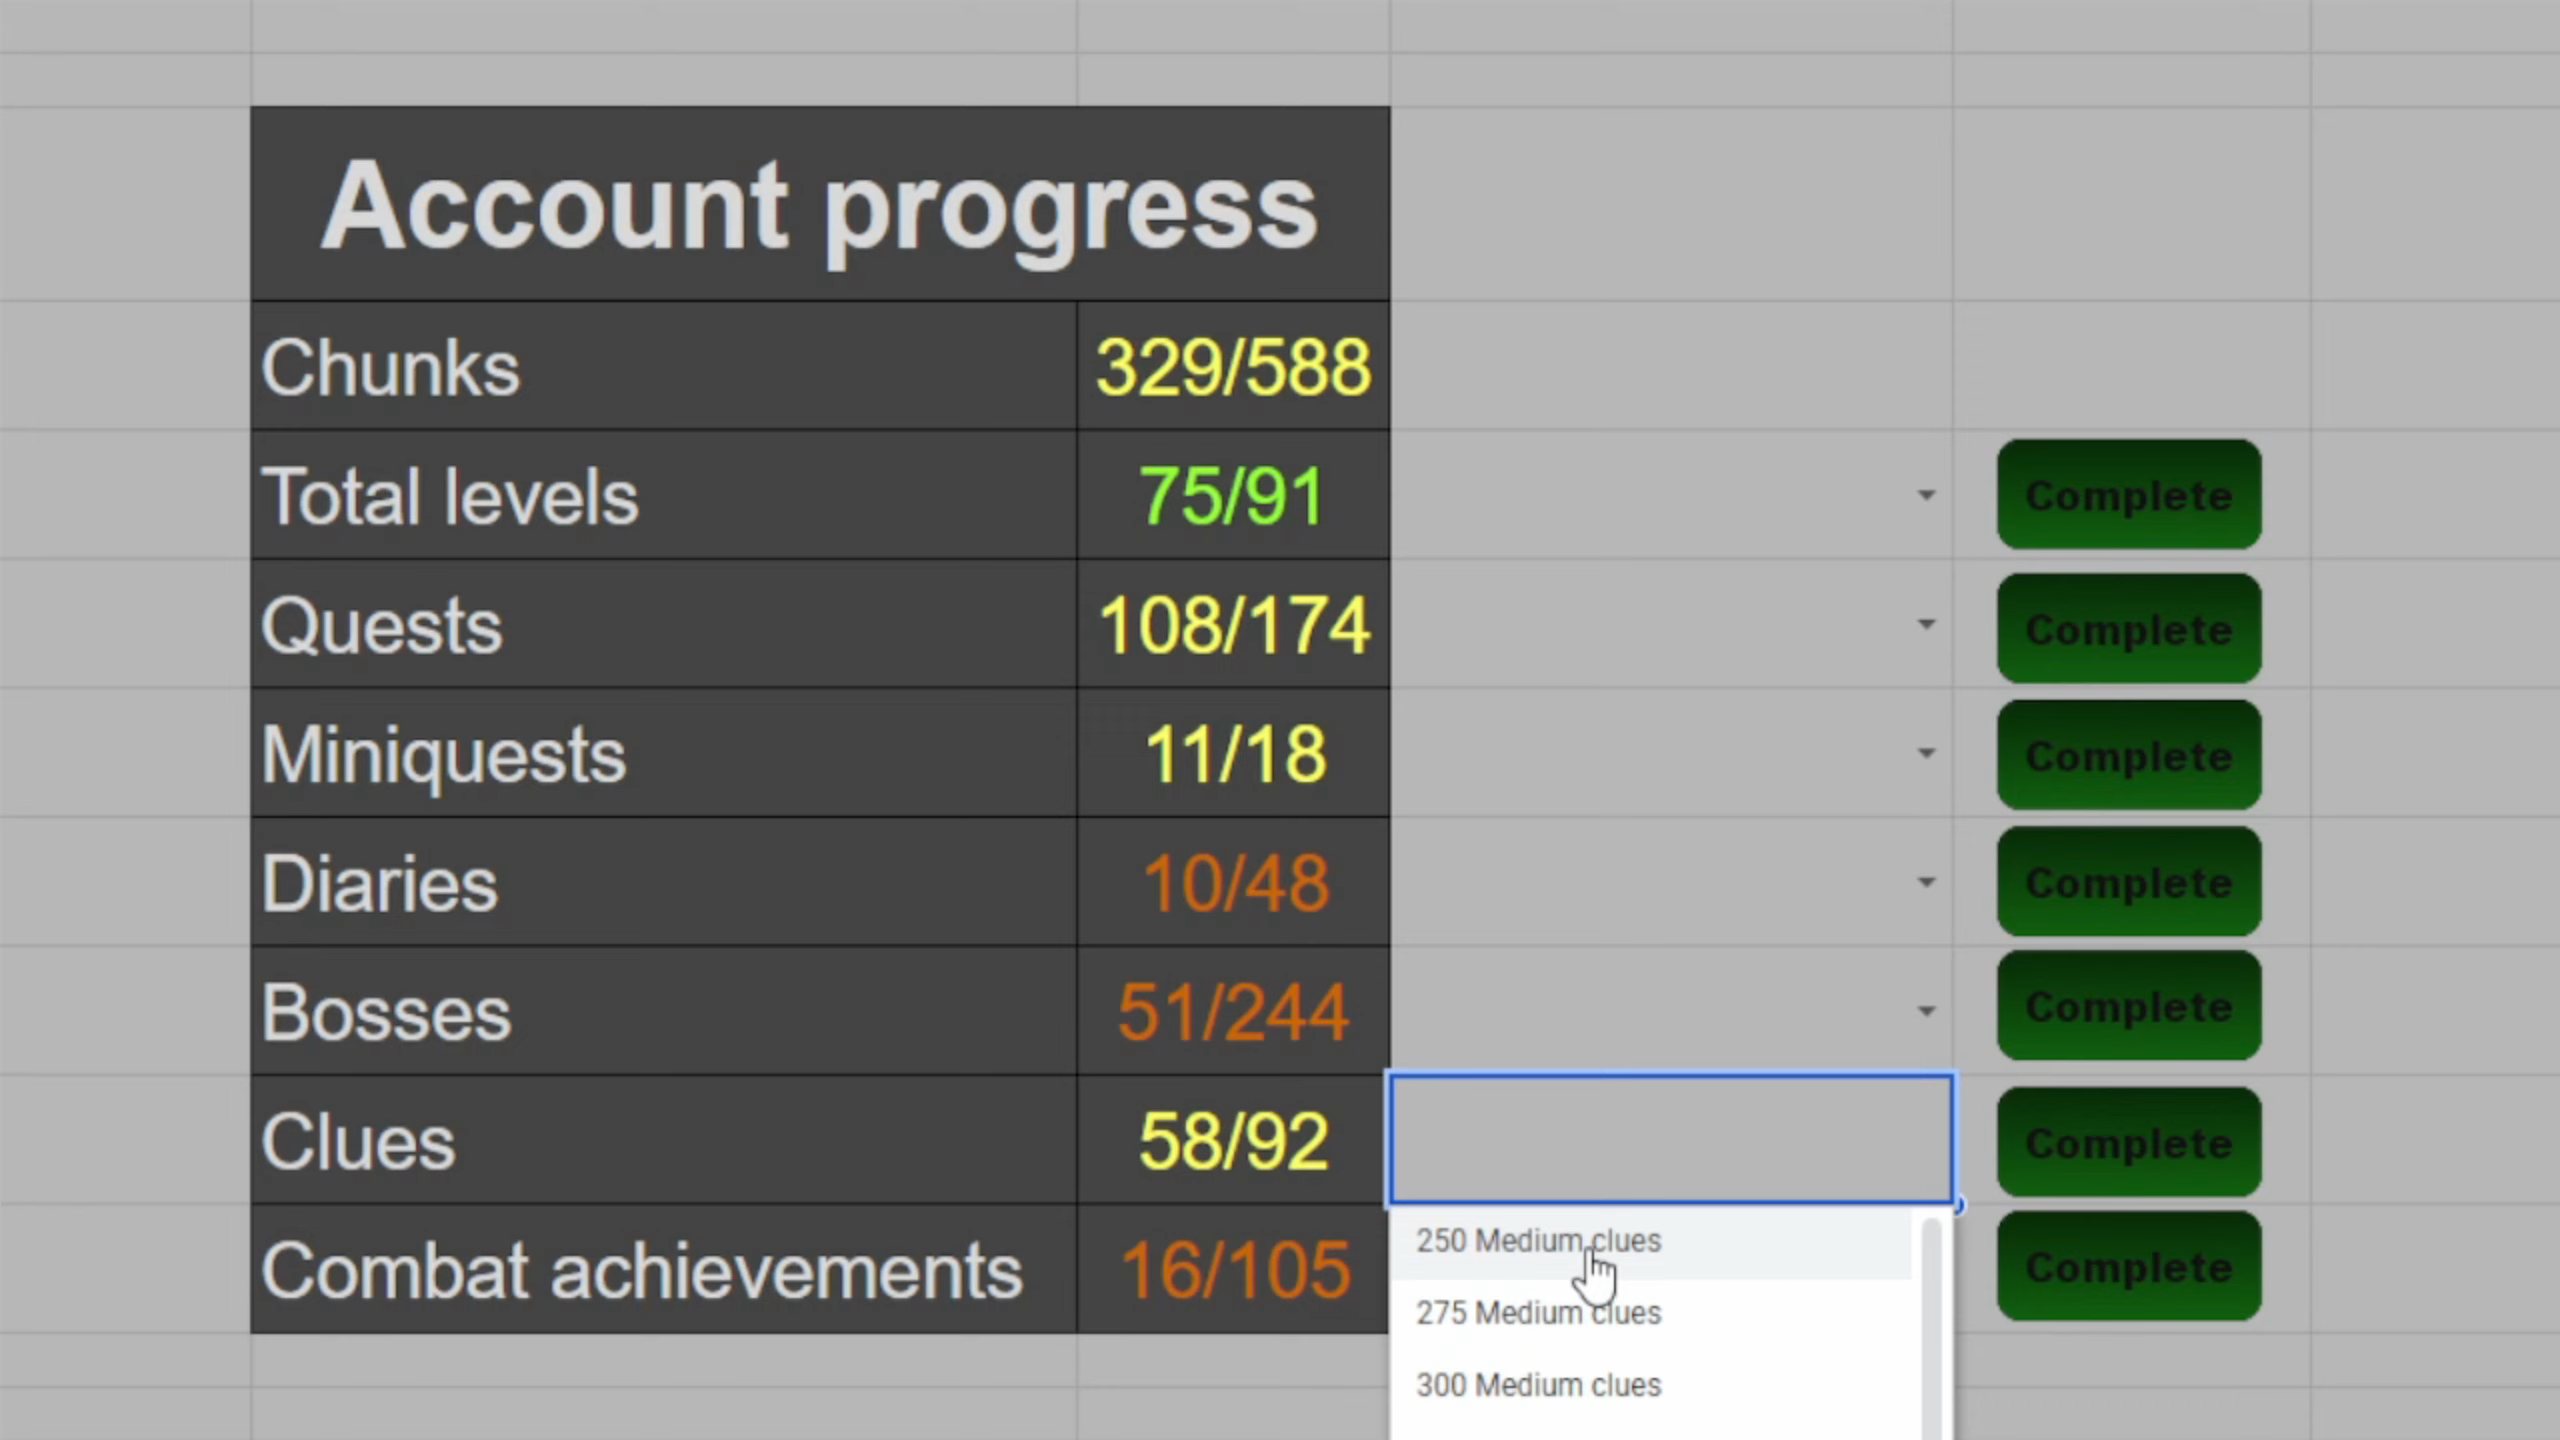 Account progress
Chunks 329/588
Total levels 75/91 Complete
Quests 108/174 Complete
Miniquests 11/18 Complete
Diaries 10/48 Complete
Bosses 51/244 Complete
Clues 58/92 Complete
Combat achievements 16/105 Complete
250 Medium clues
275 Medium clues
300 Medium clues